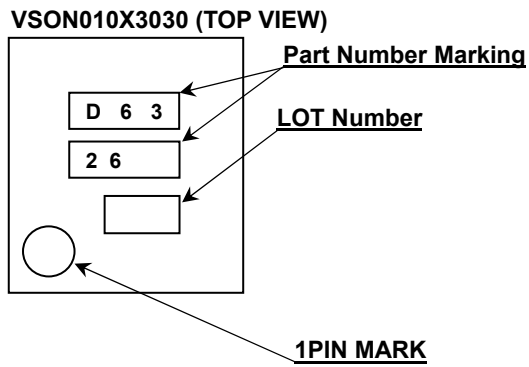 VSON010X3030 (TOP VIEW)
Part Number Marking
D 6 3
LOT Number
2 6
1PIN MARK